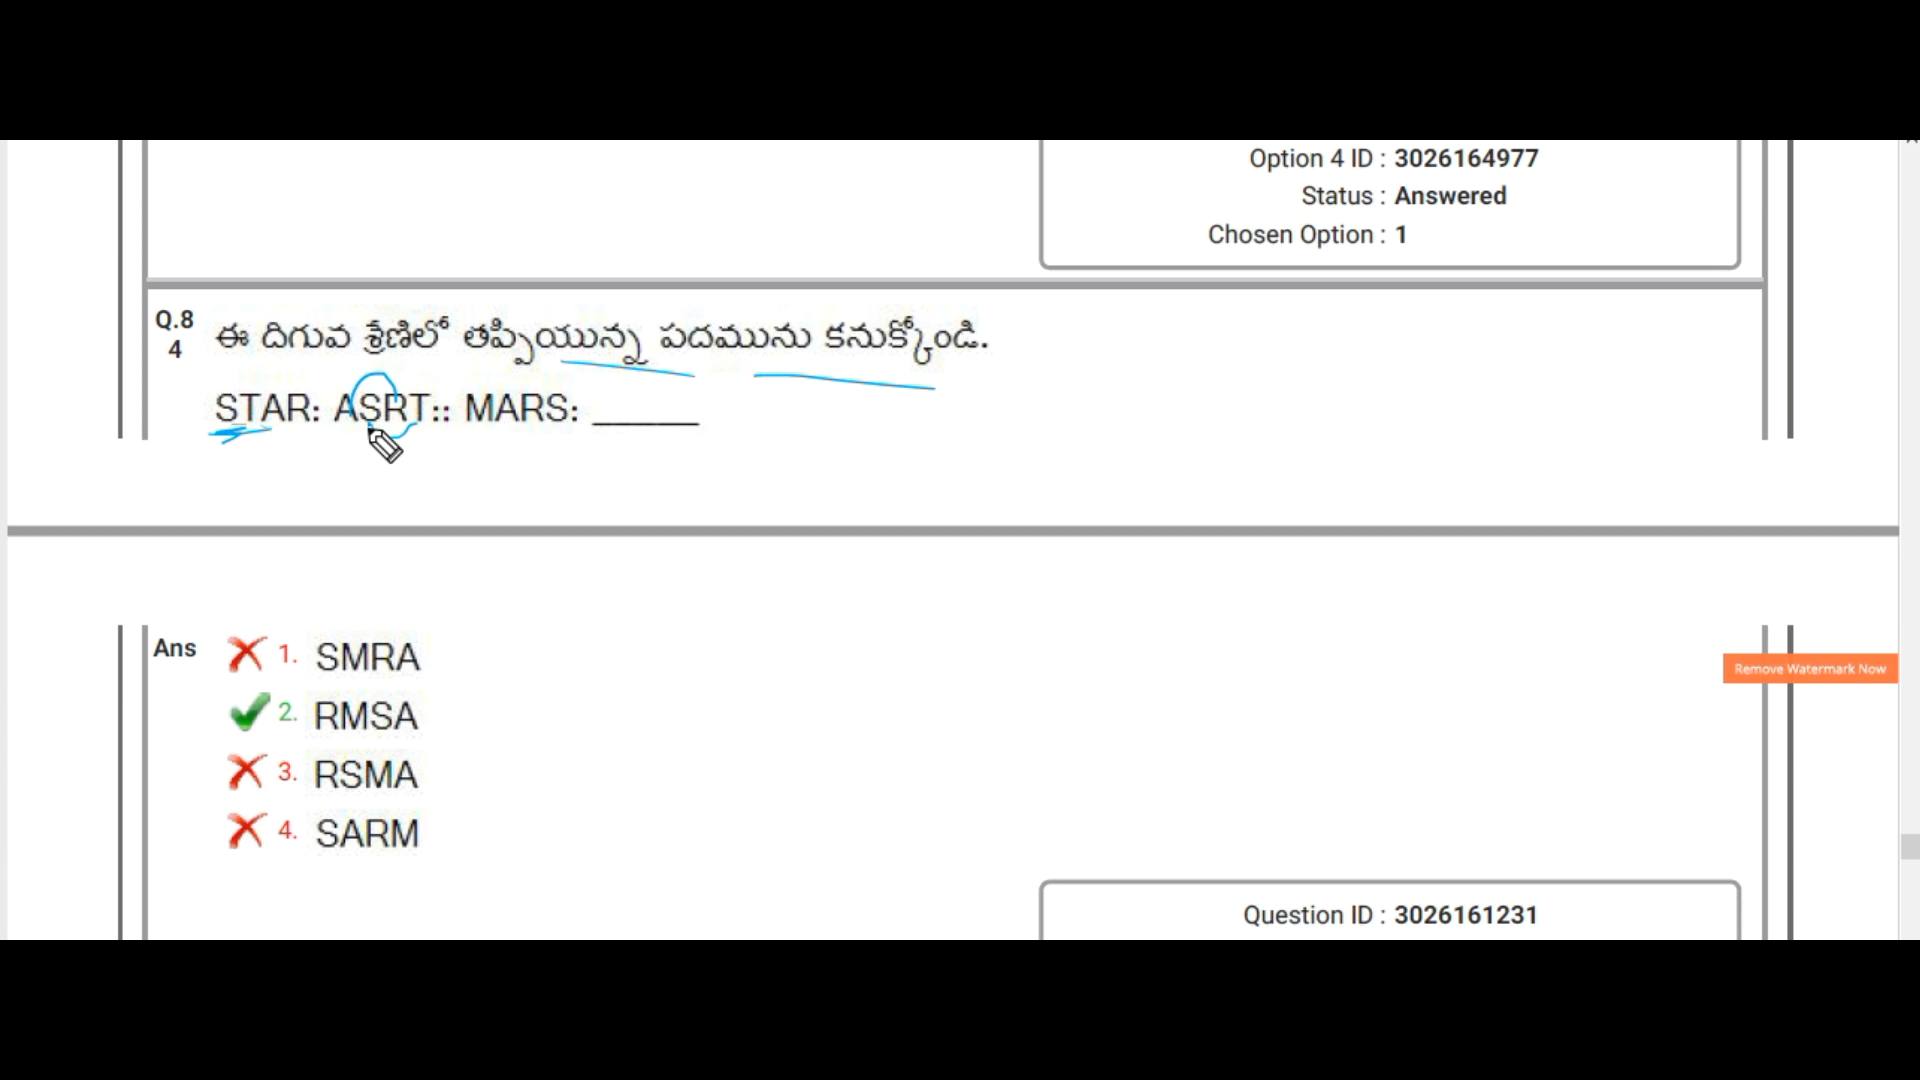 Option 4 ID : 3026164977
Status : Answered
Chosen Option : 1
Q.8
4
ఈ దిగువ శ్రేణిలో తప్పియున్న పదమును కనుక్కోండి.
STAR: ASRT:: MARS: ______
Ans
1. SMRA
2. RMSA
3. RSMA
4. SARM
Remove Watermark Now
Question ID : 3026161231